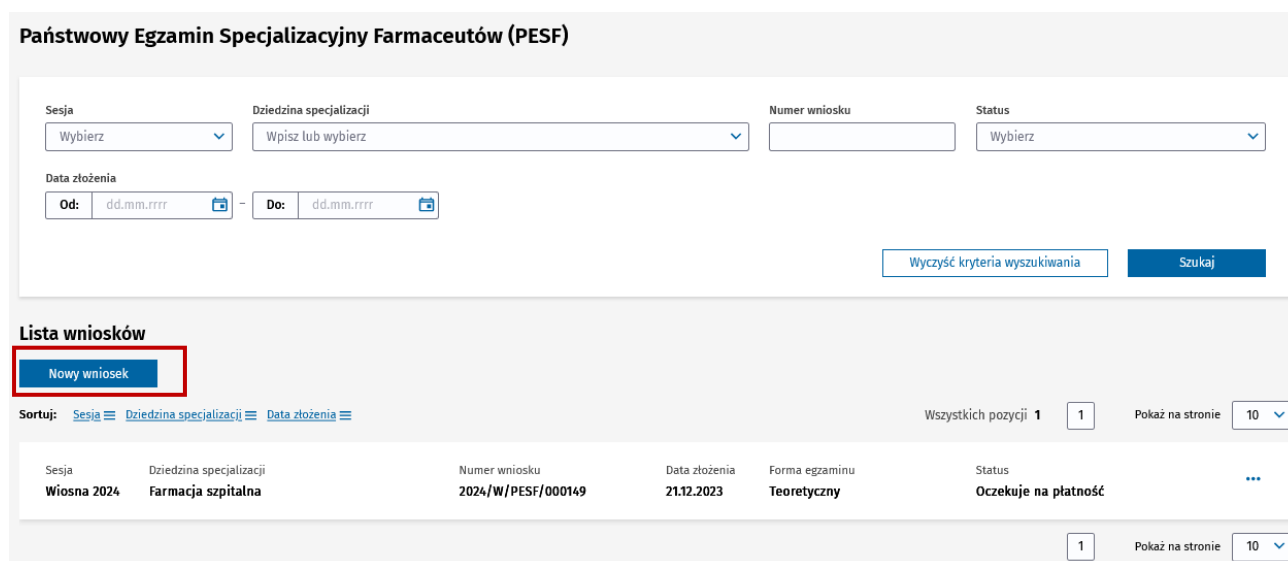 Państwowy Egzamin Specjalizacyjny Farmaceutów (PESF)
Sesja Dziedzina specjalizacji Numer wniosku Status
Wybierz Wpisz lub wybierz Wybierz
Data złożenia
Od: dd.mm.rrrr – Do: dd.mm.rrrr
Wyczyść kryteria wyszukiwania Szukaj
Lista wniosków
Nowy wniosek
Sortuj: Sesja Dziedzina specjalizacji Data złożenia Wszystkich pozycji 1 1 Pokaż na stronie 10
Sesja Dziedzina specjalizacji Numer wniosku Data złożenia Forma egzaminu Status
Wiosna 2024 Farmacja szpitalna 2024/W/PESF/000149 21.12.2023 Teoretyczny Oczekuje na płatność
1 Pokaż na stronie 10